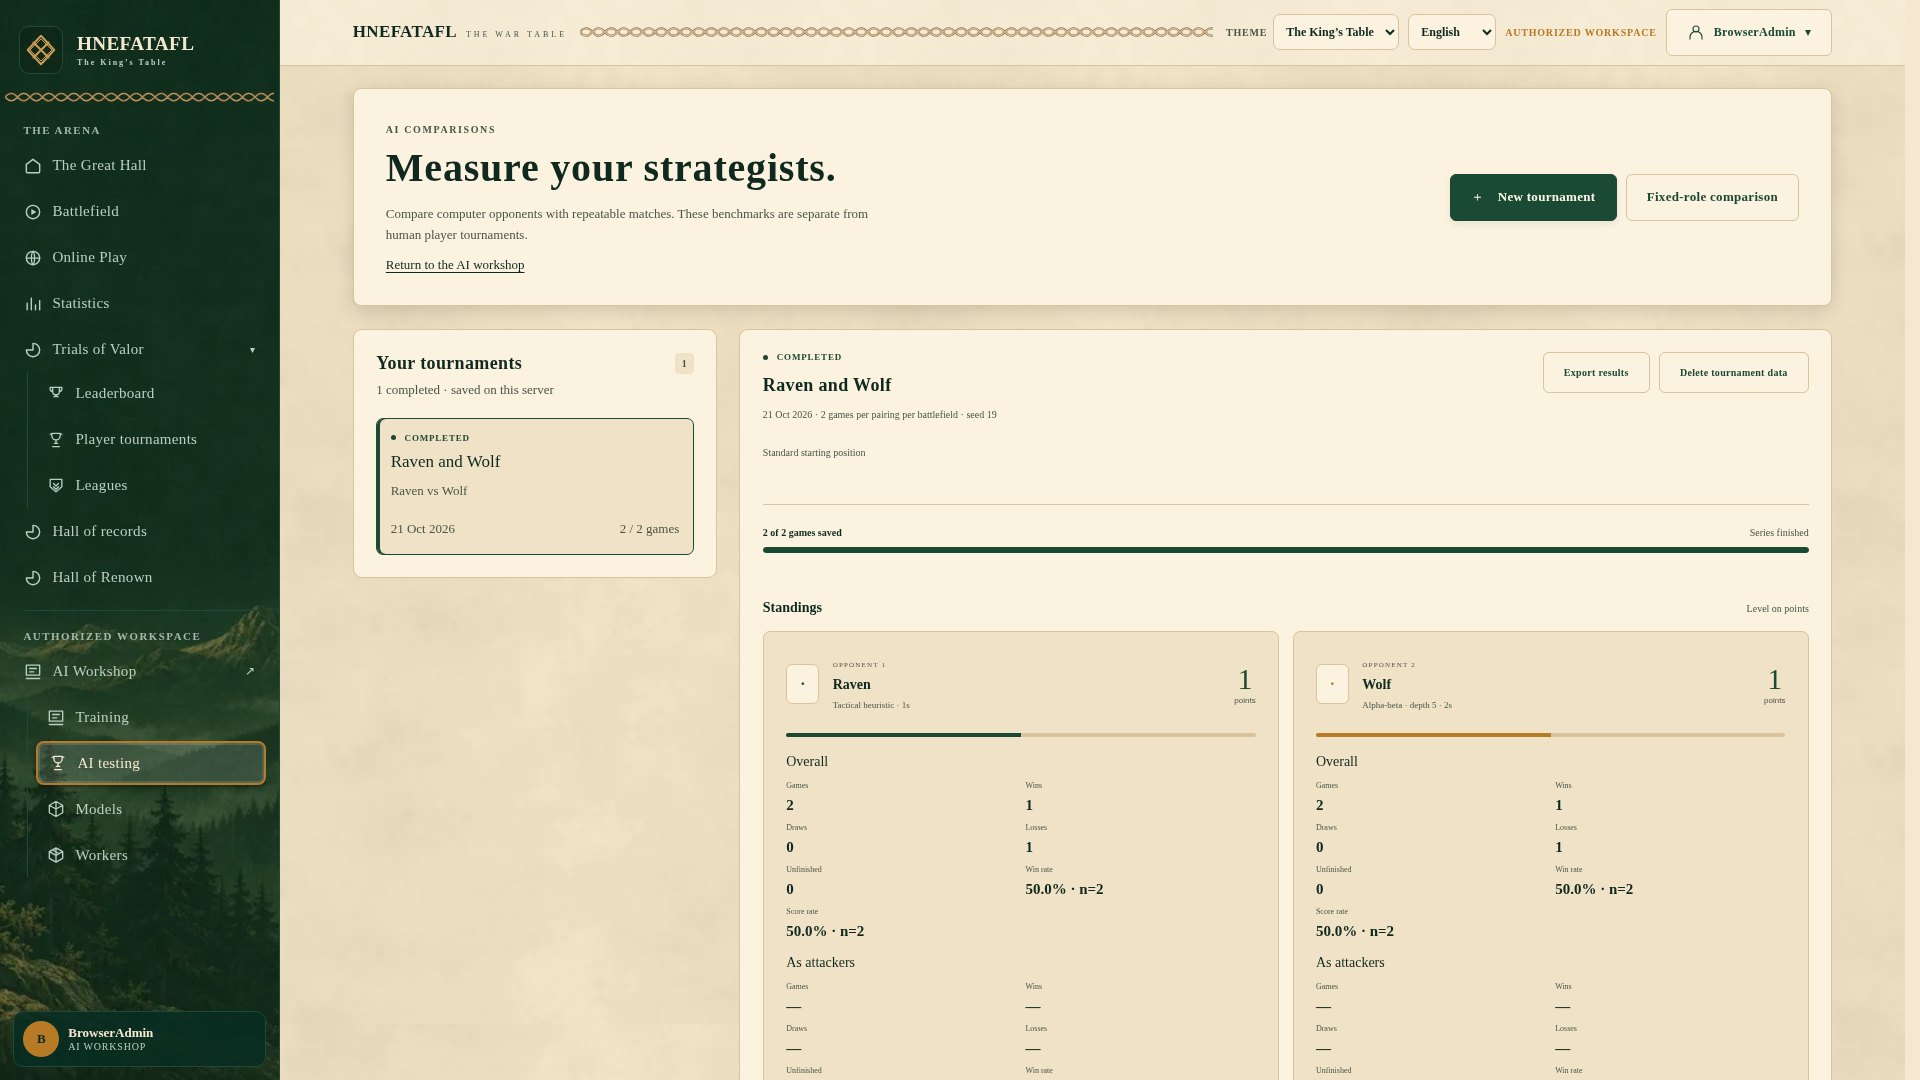 HNEFATAFL
The King's Table
THE ARENA
The Great Hall
Battlefield
Online Play
Statistics
Trials of Valor ▾
Leaderboard
Player tournaments
Leagues
Hall of records
Hall of Renown
AUTHORIZED WORKSPACE
AI Workshop ↗
Training
AI testing
Models
Workers
B
BrowserAdmin
AI WORKSHOP
HNEFATAFL THE WAR TABLE
THEME
The King’s Table
English
AUTHORIZED WORKSPACE
BrowserAdmin ▾
AI COMPARISONS
Measure your strategists.
Compare computer opponents with repeatable matches. These benchmarks are separate from
human player tournaments.
Return to the AI workshop
+ New tournament
Fixed-role comparison
Your tournaments 1
1 completed · saved on this server
COMPLETED
Raven and Wolf
Raven vs Wolf
21 Oct 2026 2 / 2 games
COMPLETED
Raven and Wolf
21 Oct 2026 · 2 games per pairing per battlefield · seed 19
Standard starting position
Export results
Delete tournament data
2 of 2 games saved Series finished
Standings Level on points
OPPONENT 1
Raven
Tactical heuristic · 1s
1
points
Overall
Games Wins
2 1
Draws Losses
0 1
Unfinished Win rate
0 50.0% · n=2
Score rate
50.0% · n=2
As attackers
Games Wins
— —
Draws Losses
— —
Unfinished Win rate
OPPONENT 2
Wolf
Alpha-beta · depth 5 · 2s
1
points
Overall
Games Wins
2 1
Draws Losses
0 1
Unfinished Win rate
0 50.0% · n=2
Score rate
50.0% · n=2
As attackers
Games Wins
— —
Draws Losses
— —
Unfinished Win rate